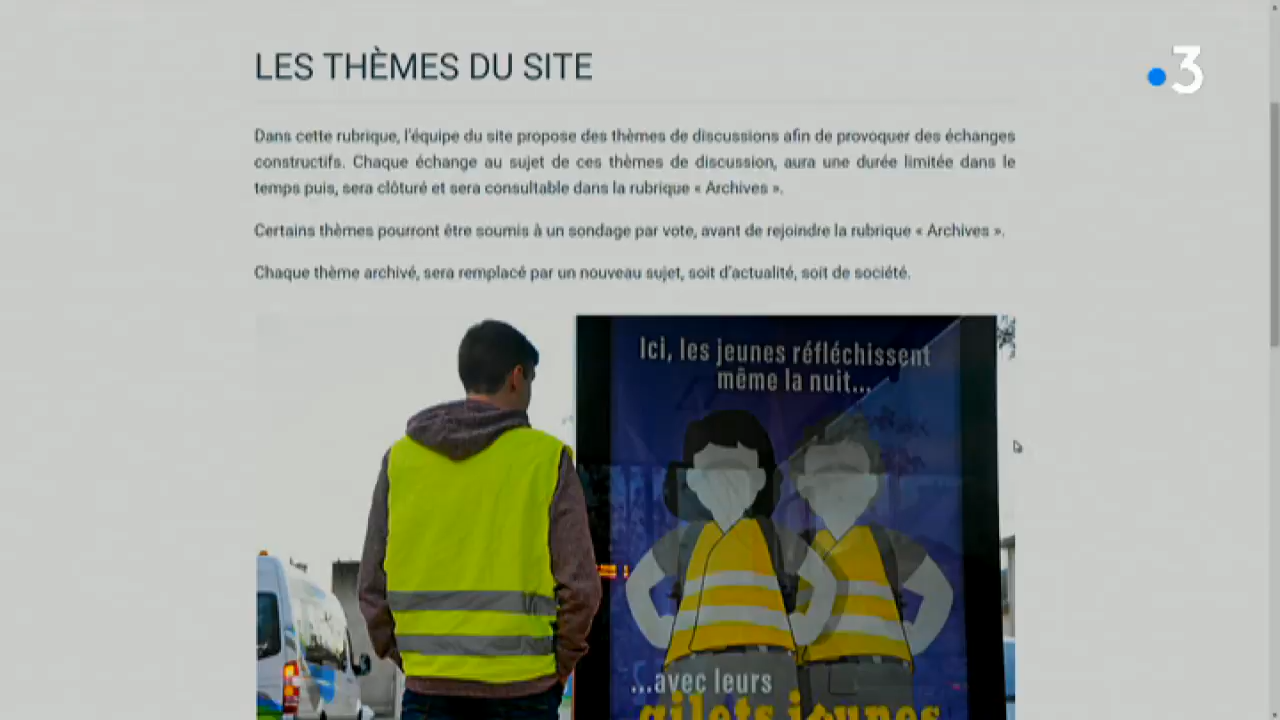 LES THÈMES DU SITE
3
Dans cette rubrique, l'équipe du site propose des thèmes de discussions afin de provoquer des échanges
constructifs. Chaque échange au sujet de ces thèmes de discussion, aura une durée limitée dans le
temps puis, sera clôturé et sera consultable dans la rubrique « Archives ».
Certains thèmes pourront être soumis à un sondage par vote, avant de rejoindre la rubrique « Archives ».
Chaque thème archivé, sera remplacé par un nouveau sujet, soit d'actualité, soit de société.
Ici, les jeunes réfléchissent
même la nuit...
...avec leurs
gilets jaunes